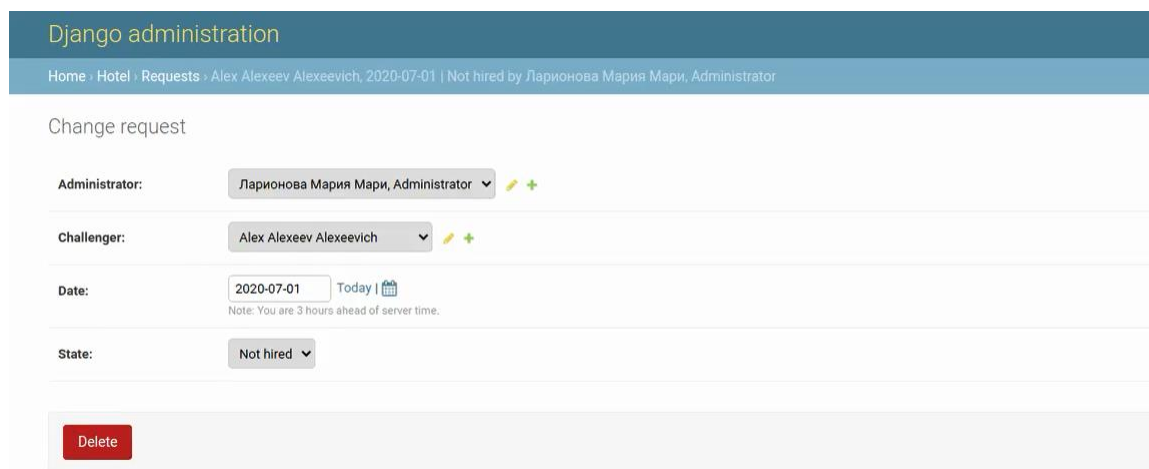 Django administration
Home › Hotel › Requests › Alex Alexeev Alexeevich, 2020-07-01 | Not hired by Ларионова Мария Мари, Administrator
Change request
Administrator: Ларионова Мария Мари, Administrator
Challenger: Alex Alexeev Alexeevich
Date: 2020-07-01 Today |
Note: You are 3 hours ahead of server time.
State: Not hired
Delete